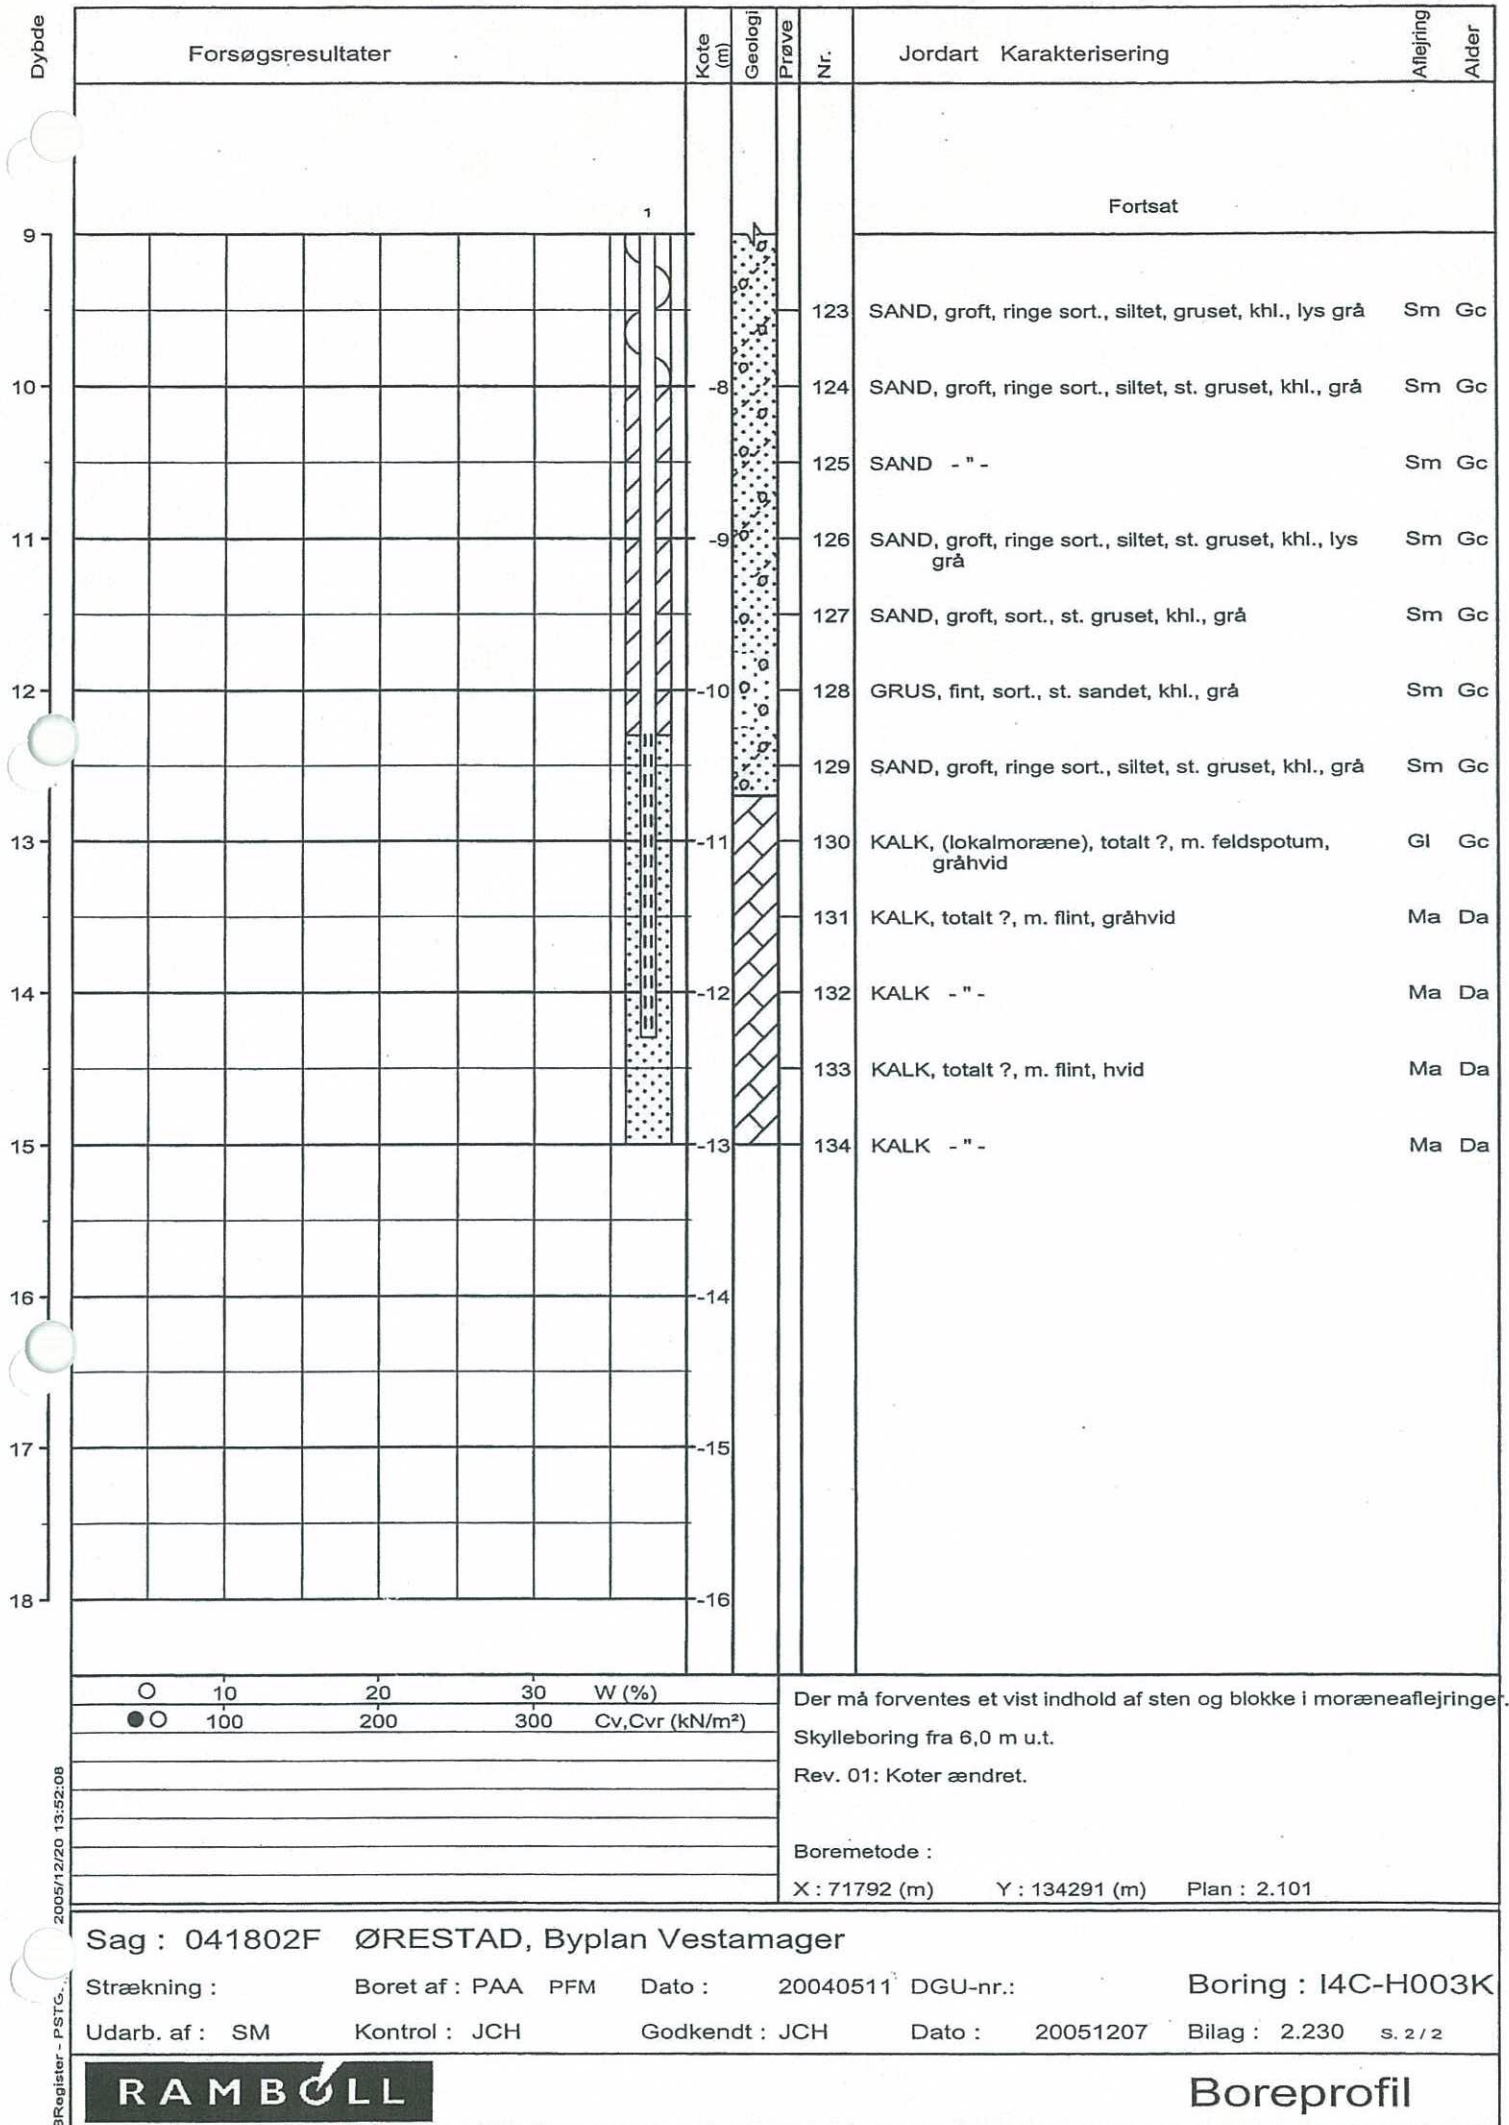 Dybde Forsøgsresultater Kote (m) Geologi Prøve Nr. Jordart Karakterisering Aflejring Alder
Fortsat
1
9
123 SAND, groft, ringe sort., siltet, gruset, khl., lys grå Sm Gc
10 -8 124 SAND, groft, ringe sort., siltet, st. gruset, khl., grå Sm Gc
125 SAND - " - Sm Gc
11 -9 126 SAND, groft, ringe sort., siltet, st. gruset, khl., lys Sm Gc
grå
127 SAND, groft, sort., st. gruset, khl., grå Sm Gc
12 -10 128 GRUS, fint, sort., st. sandet, khl., grå Sm Gc
129 SAND, groft, ringe sort., siltet, st. gruset, khl., grå Sm Gc
13 -11 130 KALK, (lokalmoræne), totalt ?, m. feldspotum, Gl Gc
gråhvid
131 KALK, totalt ?, m. flint, gråhvid Ma Da
14 -12 132 KALK - " - Ma Da
133 KALK, totalt ?, m. flint, hvid Ma Da
15 -13 134 KALK - " - Ma Da
16 -14
17 -15
18 -16
10 20 30 W (%)
100 200 300 Cv,Cvr (kN/m²)
Der må forventes et vist indhold af sten og blokke i moræneaflejringer.
Skylleboring fra 6,0 m u.t.
Rev. 01: Koter ændret.
Boremetode :
X : 71792 (m) Y : 134291 (m) Plan : 2.101
BRegister - PSTG. 2005/12/20 13:52:08
Sag : 041802F ØRESTAD, Byplan Vestamager
Strækning : Boret af : PAA PFM Dato : 20040511 DGU-nr.: Boring : I4C-H003K
Udarb. af : SM Kontrol : JCH Godkendt : JCH Dato : 20051207 Bilag : 2.230 S. 2 / 2
RAMBØLL Boreprofil